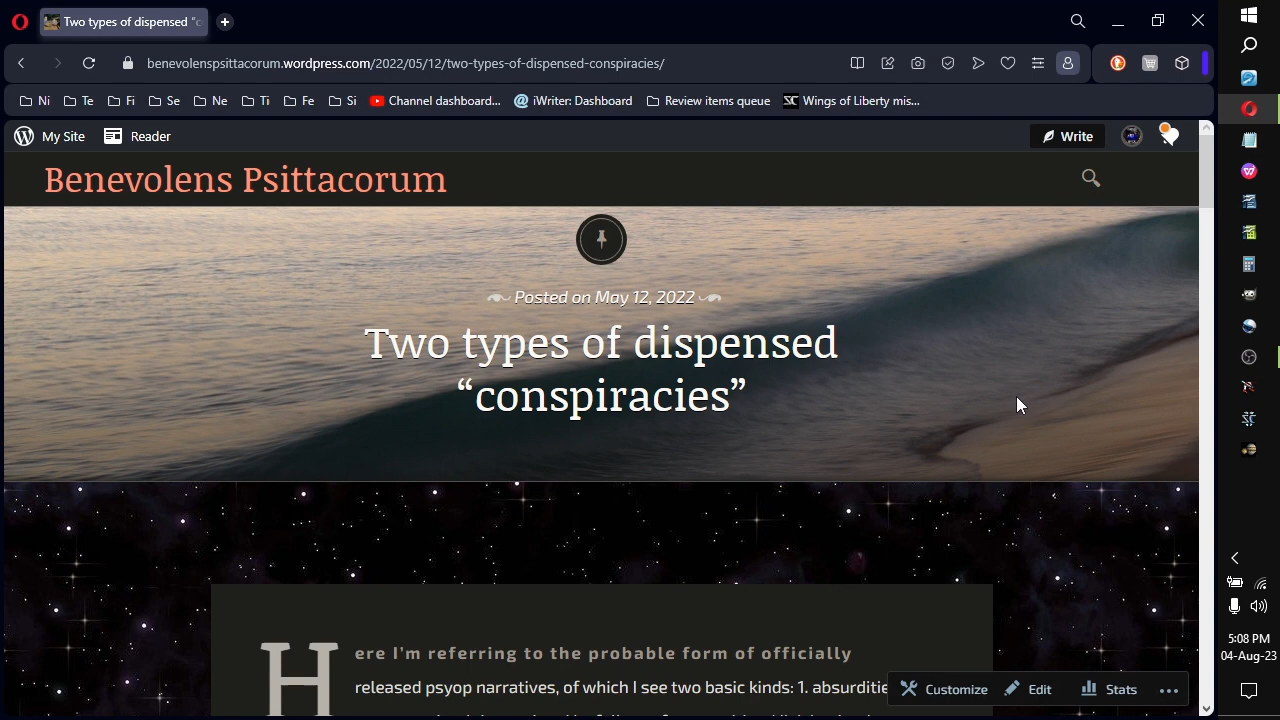 Two types of dispensed "c
benevolenspsittacorum.wordpress.com/2022/05/12/two-types-of-dispensed-conspiracies/
Ni Te Fi Se Ne Ti Fe Si Channel dashboard... iWriter: Dashboard Review items queue Wings of Liberty mis...
My Site Reader Write
Benevolens Psittacorum
Posted on May 12, 2022
Two types of dispensed
“conspiracies”
Here I’m referring to the probable form of officially
released psyop narratives, of which I see two basic kinds: 1. absurditie
Customize Edit Stats
5:08 PM
04-Aug-23